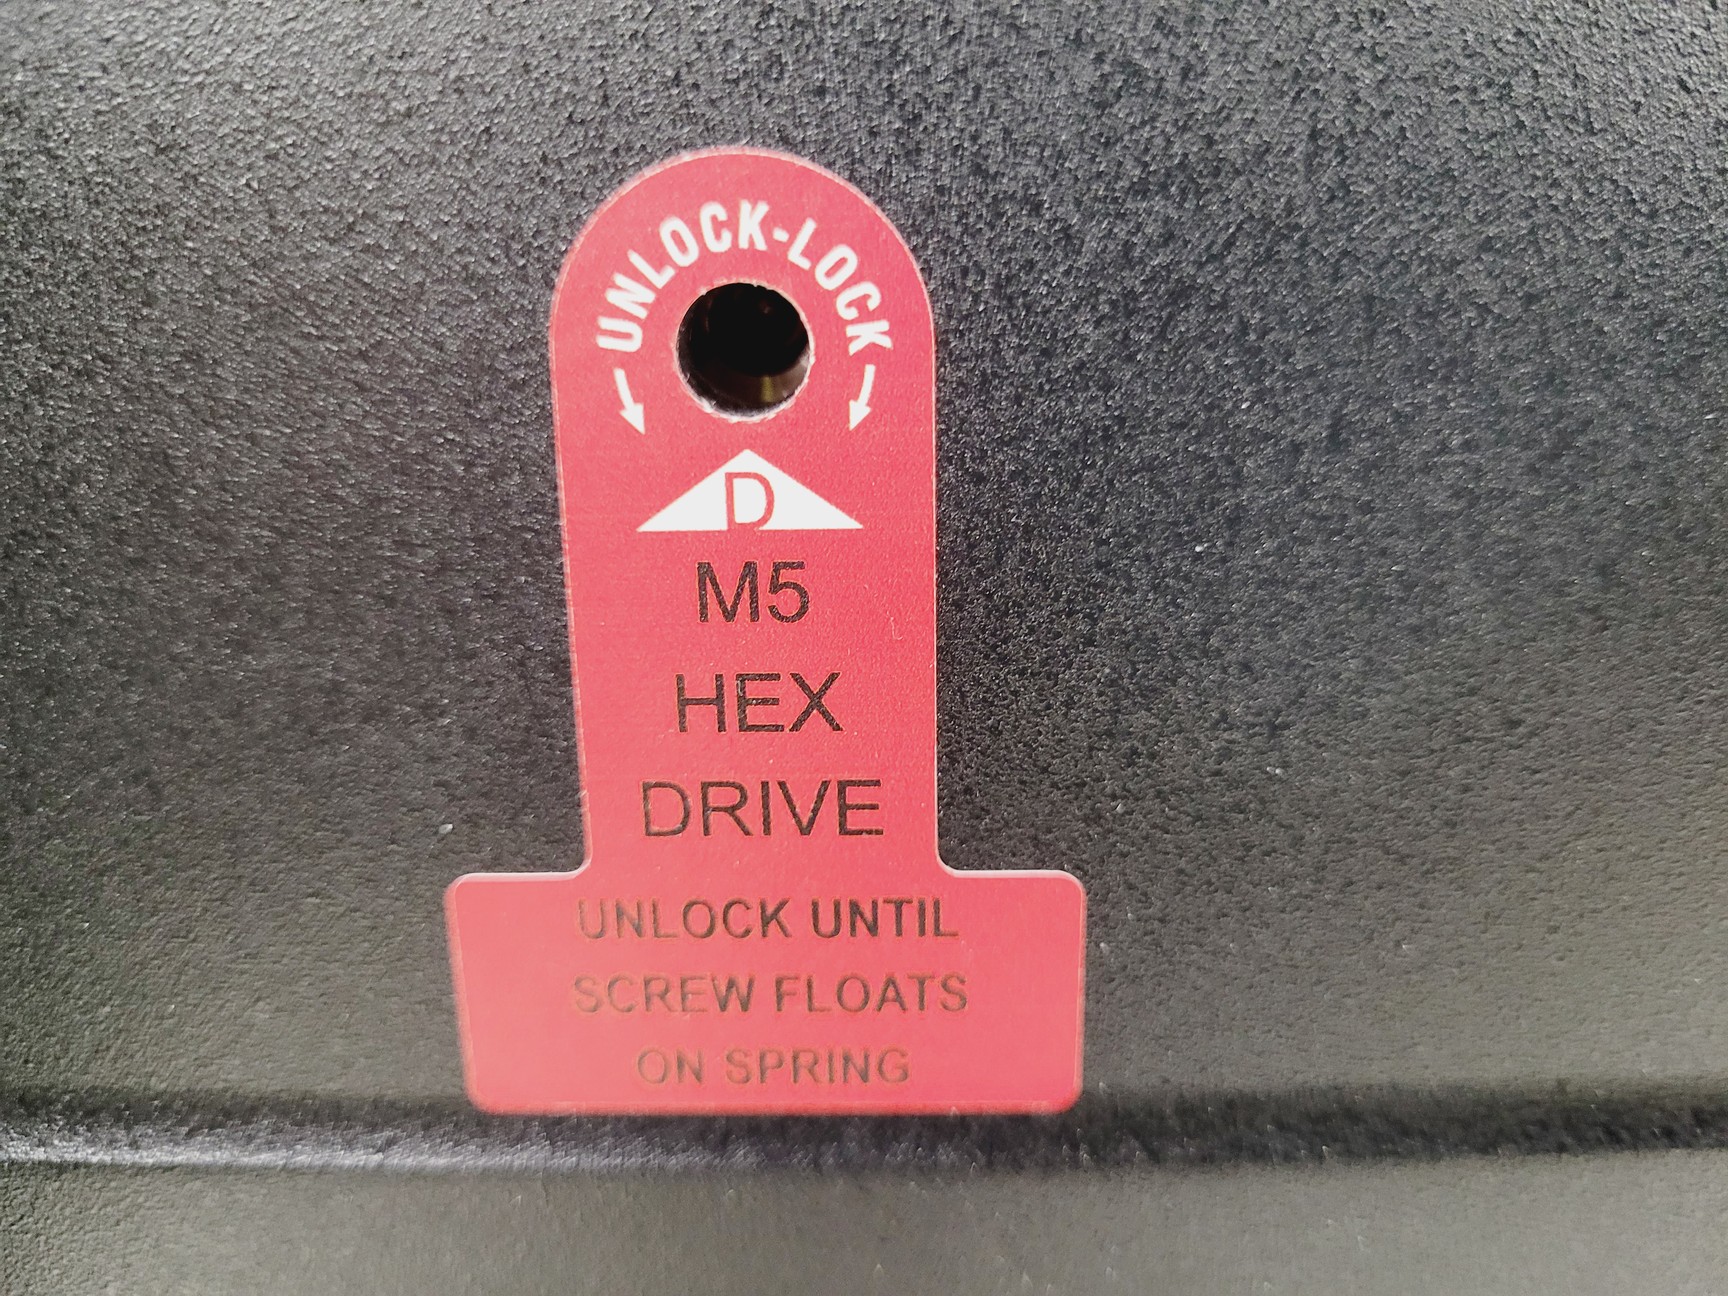 UNLOCK-LOCK
D
M5
HEX
DRIVE
UNLOCK UNTIL
SCREW FLOATS
ON SPRING